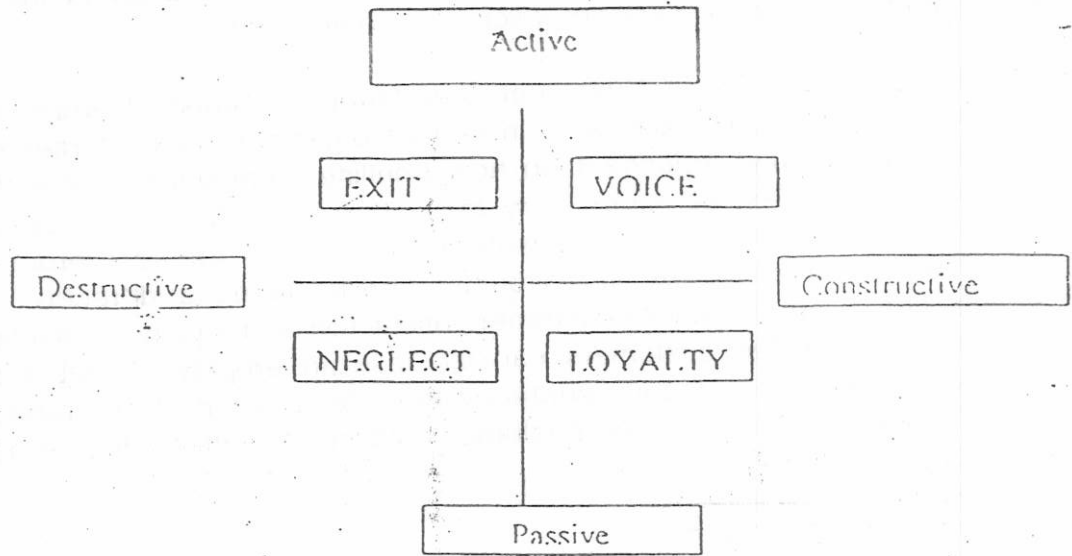 Active
EXIT VOICE
Destructive Constructive
NEGLECT LOYALTY
Passive